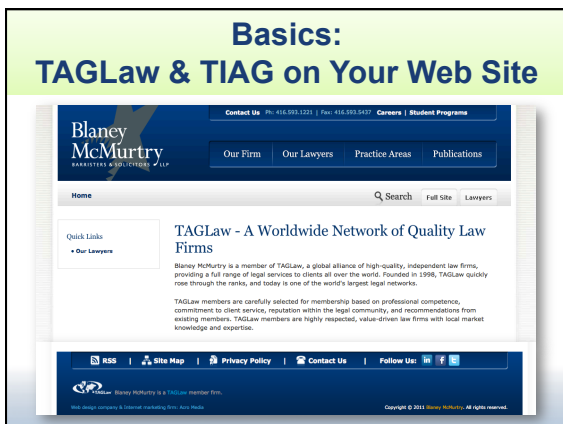 Basics:
TAGLaw & TIAG on Your Web Site
Contact Us Ph: 416.593.1221 | Fax: 416.593.5437 Careers | Student Programs
Blaney
McMurtry
BARRISTERS & SOLICITORS LLP
Our Firm Our Lawyers Practice Areas Publications
Home
Search Full Site Lawyers
Quick Links
• Our Lawyers
TAGLaw - A Worldwide Network of Quality Law
Firms
Blaney McMurtry is a member of TAGLaw, a global alliance of high-quality, independent law firms,
providing a full range of legal services to clients all over the world. Founded in 1998, TAGLaw quickly
rose through the ranks, and today is one of the world's largest legal networks.
TAGLaw members are carefully selected for membership based on professional competence,
commitment to client service, reputation within the legal community, and recommendations from
existing members. TAGLaw members are highly respected, value-driven law firms with local market
knowledge and expertise.
RSS | Site Map | Privacy Policy | Contact Us | Follow Us: in f t
TAGLaw Blaney McMurtry is a TAGLaw member firm.
Web design company & Internet marketing firm: Acro Media
Copyright © 2011 Blaney McMurtry. All rights reserved.